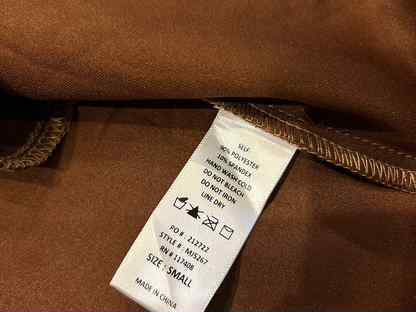 SELF:
90% POLYESTER
10% SPANDEX
HAND WASH COLD
DO NOT BLEACH
DO NOT IRON
LINE DRY
PO # : 212722
STYLE # : MJ5267
RN # 117408
SIZE : SMALL
MADE IN CHINA